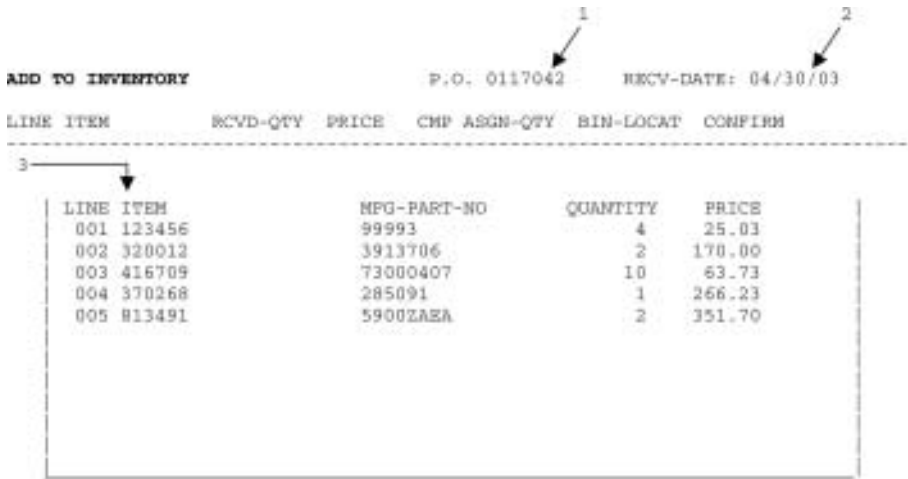 1 2
ADD TO INVENTORY P.O. 0117042 RECV-DATE: 04/30/03
LINE ITEM RCVD-QTY PRICE CMP ASGN-QTY BIN-LOCAT CONFIRM
3
LINE ITEM MFG-PART-NO QUANTITY PRICE
001 123456 99993 4 25.03
002 320012 3913706 2 170.00
003 416709 73000407 10 63.73
004 370268 285091 1 266.23
005 813491 5900ZAEA 2 351.70